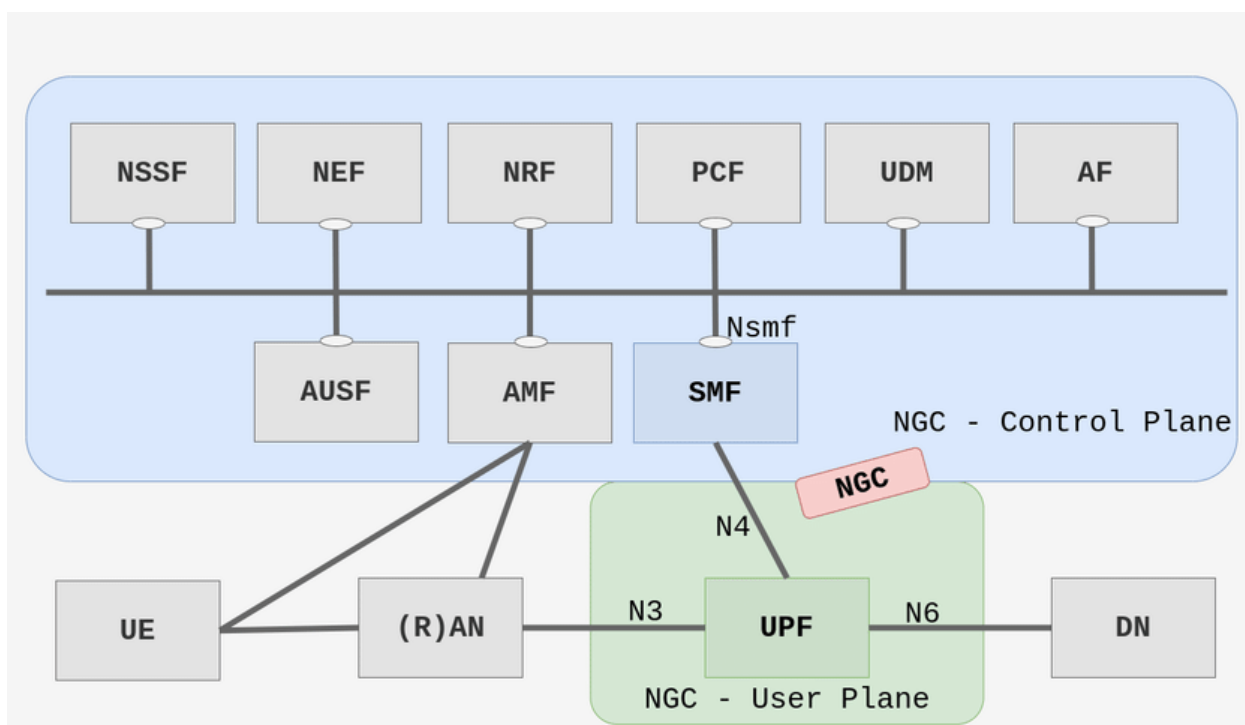 NSSF
NEF
NRF
PCF
UDM
AF
Nsmf
AUSF
AMF
SMF
NGC - Control Plane
NGC
N4
UE
(R)AN
N3
UPF
N6
DN
NGC - User Plane